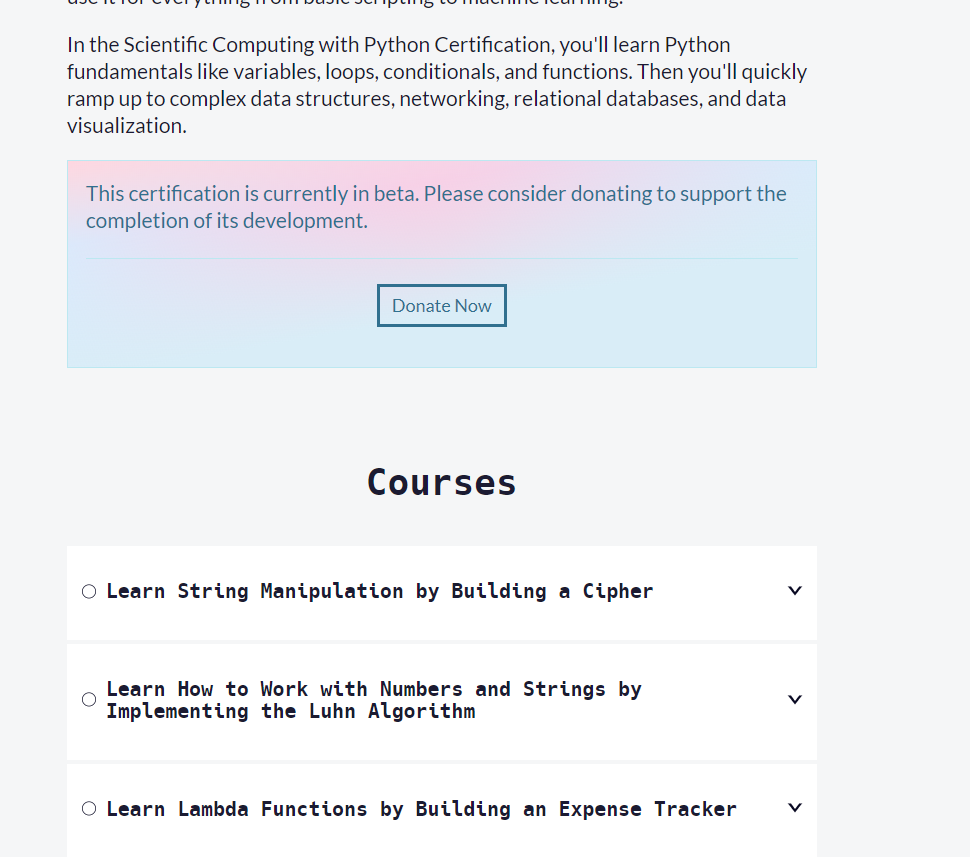 use it for everything from basic scripting to machine learning.
In the Scientific Computing with Python Certification, you'll learn Python
fundamentals like variables, loops, conditionals, and functions. Then you'll quickly
ramp up to complex data structures, networking, relational databases, and data
visualization.
This certification is currently in beta. Please consider donating to support the
completion of its development.
Donate Now
Courses
Learn String Manipulation by Building a Cipher
Learn How to Work with Numbers and Strings by
Implementing the Luhn Algorithm
Learn Lambda Functions by Building an Expense Tracker